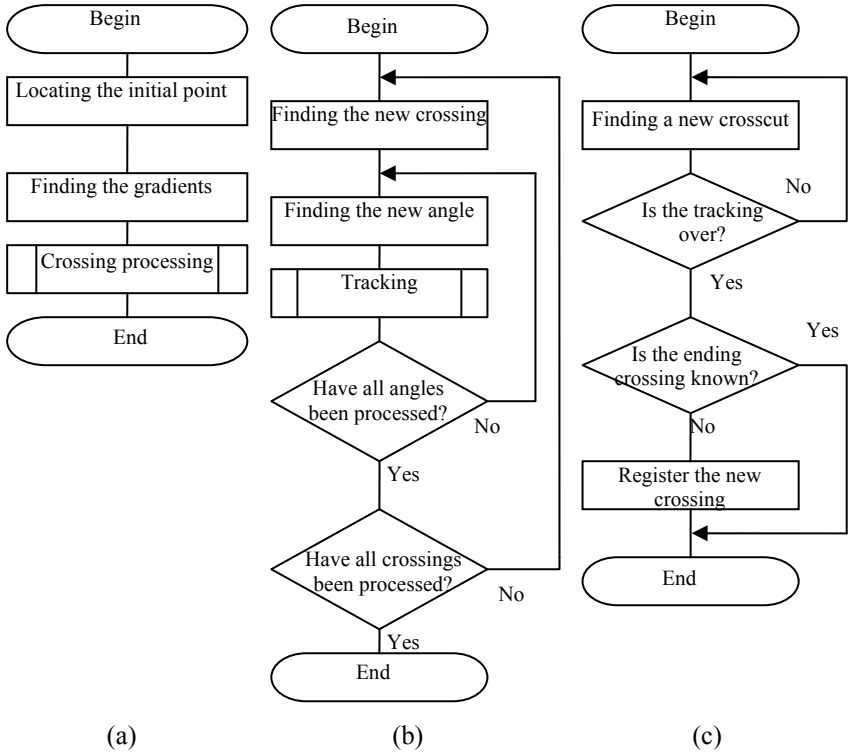 Begin
Locating the initial point
Finding the gradients
Crossing processing
End
(a)
Begin
Finding the new crossing
Finding the new angle
Tracking
Have all angles
been processed?
No
Yes
Have all crossings
been processed?
No
Yes
End
(b)
Begin
Finding a new crosscut
No
Is the tracking
over?
Yes
Yes
Is the ending
crossing known?
No
Register the new
crossing
End
(c)